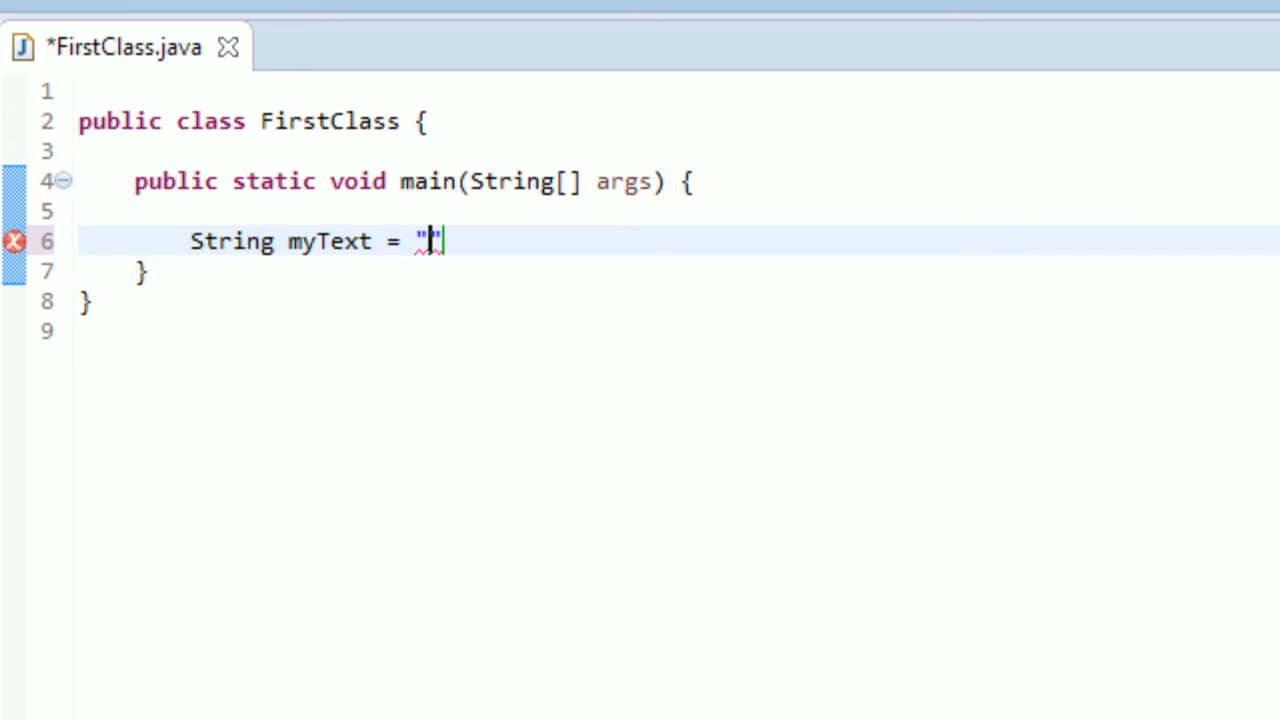 *FirstClass.java
1
2 public class FirstClass {
3
4 public static void main(String[] args) {
5
6 String myText = ""
7 }
8 }
9